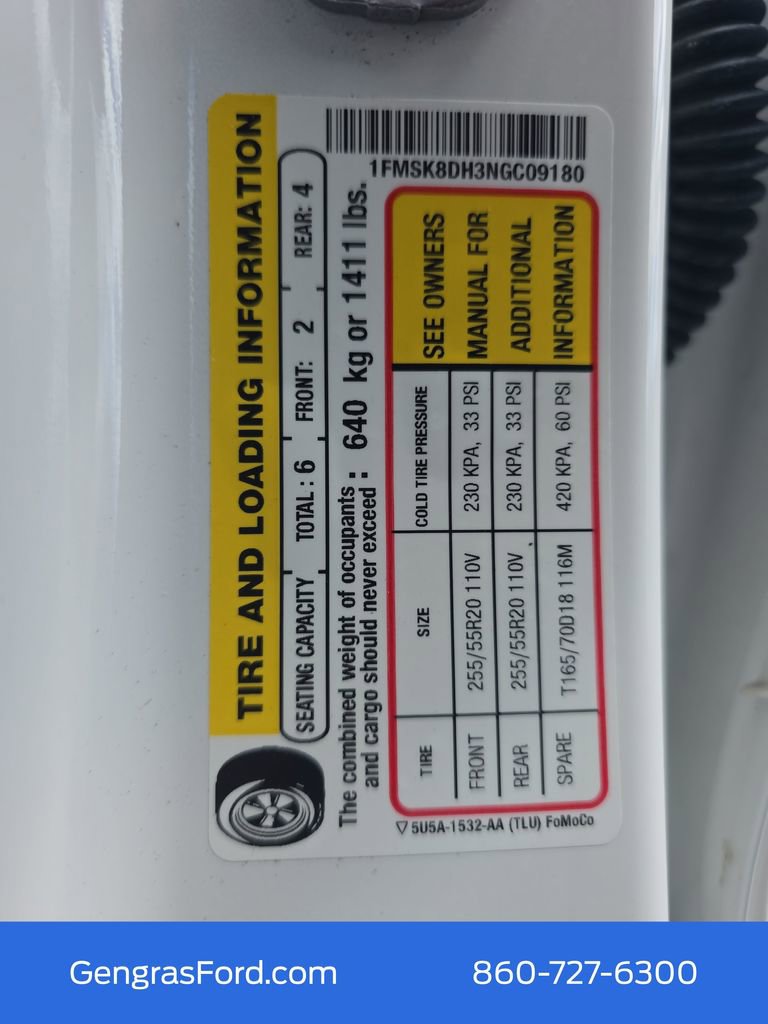 TIRE AND LOADING INFORMATION
SEATING CAPACITY TOTAL: 6 FRONT: 2 REAR: 4
The combined weight of occupants
and cargo should never exceed : 640 kg or 1411 lbs.
1FMSK8DH3NGC09180
TIRE SIZE COLD TIRE PRESSURE
FRONT 255/55R20 110V 230 KPA, 33 PSI
REAR 255/55R20 110V 230 KPA, 33 PSI
SPARE T165/70D18 116M 420 KPA, 60 PSI
SEE OWNERS
MANUAL FOR
ADDITIONAL
INFORMATION
5U5A-1532-AA (TLU) FoMoCo
GengrasFord.com 860-727-6300